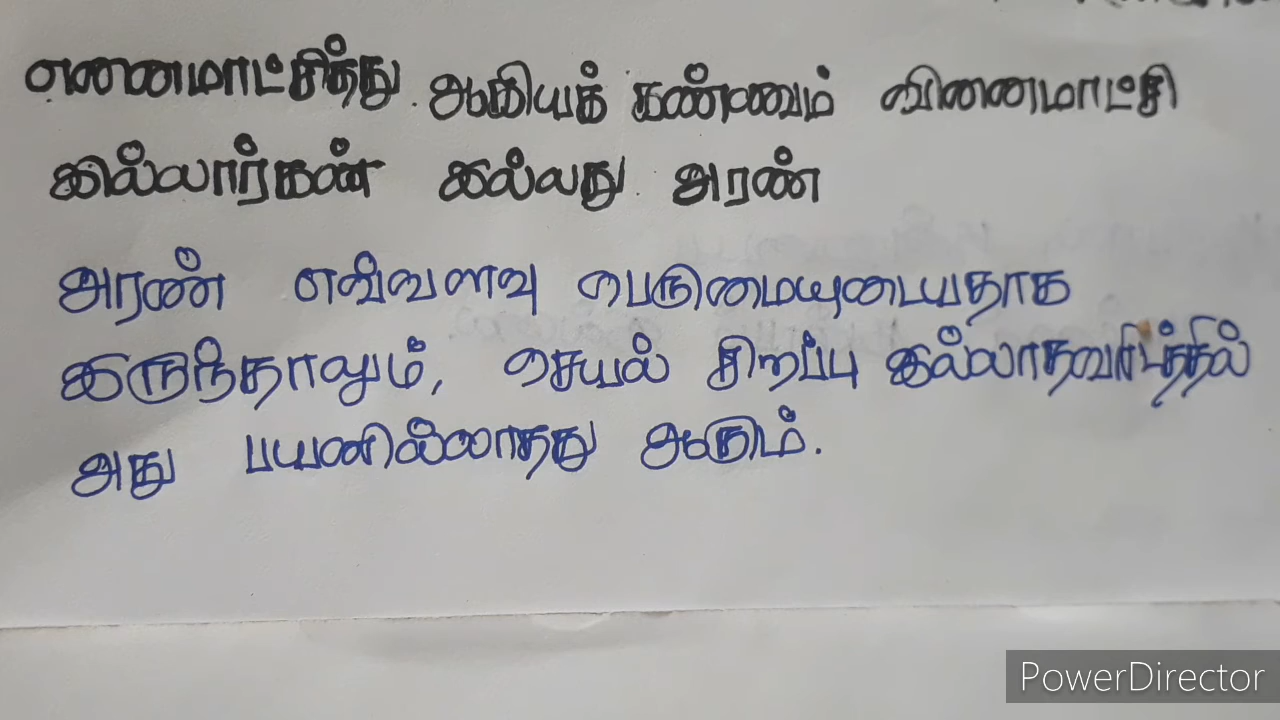 எனைமாட்சித்து ஆகியக் கண்ணும் வினைமாட்சி
இல்லார்கண் இல்லது அரண்
அரண் எவ்வளவு பெருமையுடையதாக
இருந்தாலும், செயல் சிறப்பு இல்லாதவரிடத்தில்
அது பயனில்லாதது ஆகும்.
PowerDirector